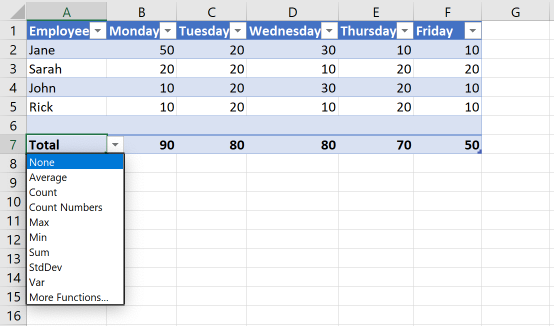 A B C D E F G
1 Employee Monday Tuesday Wednesday Thursday Friday
2 Jane 50 20 30 10 10
3 Sarah 20 20 10 20 20
4 John 10 20 30 20 10
5 Rick 10 20 10 20 10
6
7 Total 90 80 80 70 50
8 None
9 Average
10 Count
Count Numbers
11 Max
12 Min
13 Sum
StdDev
14 Var
15 More Functions...
16